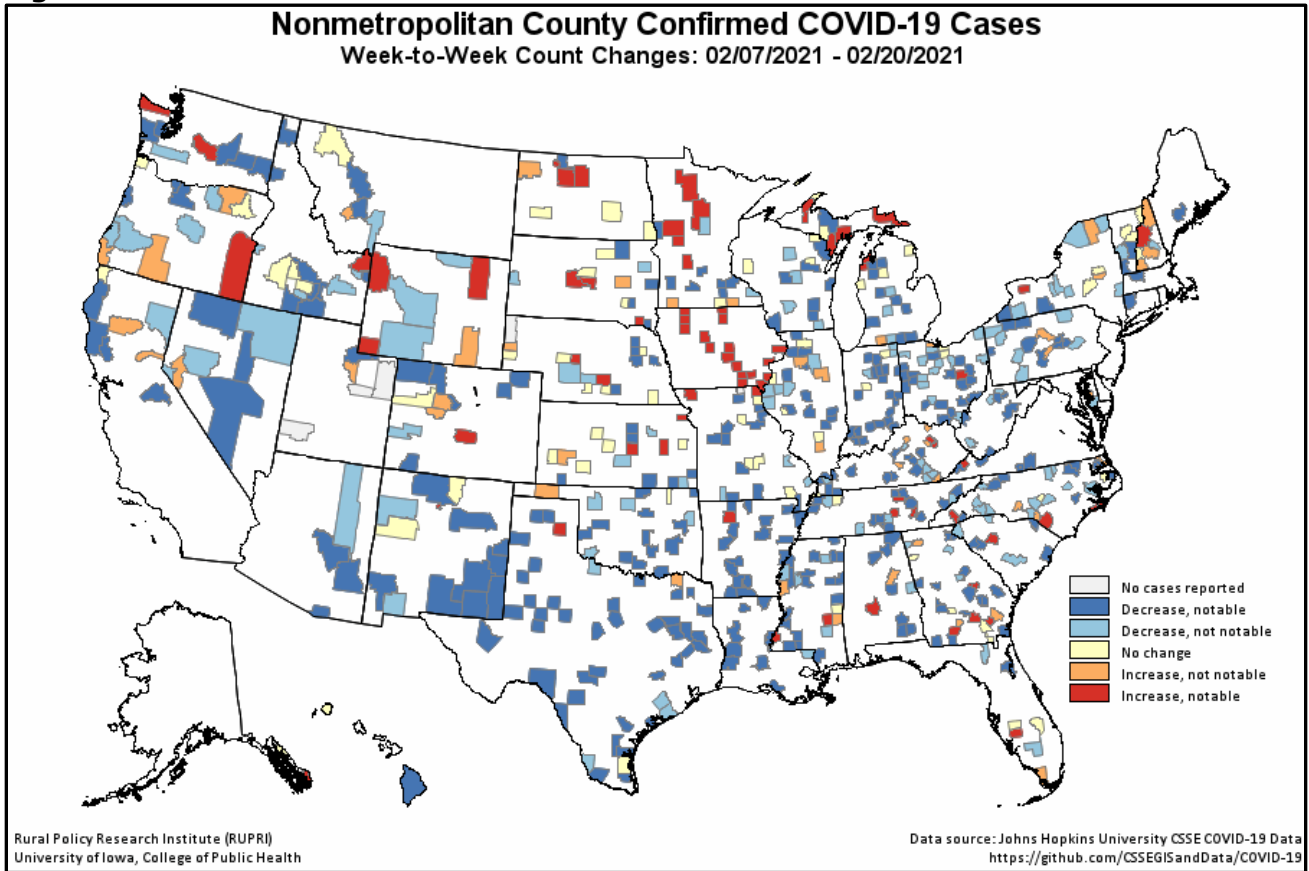 Nonmetropolitan County Confirmed COVID-19 Cases
Week-to-Week Count Changes: 02/07/2021 - 02/20/2021
No cases reported
Decrease, notable
Decrease, not notable
No change
Increase, not notable
Increase, notable
Rural Policy Research Institute (RUPRI)
University of Iowa, College of Public Health
Data source: Johns Hopkins University CSSE COVID-19 Data
https://github.com/CSSEGISandData/COVID-19